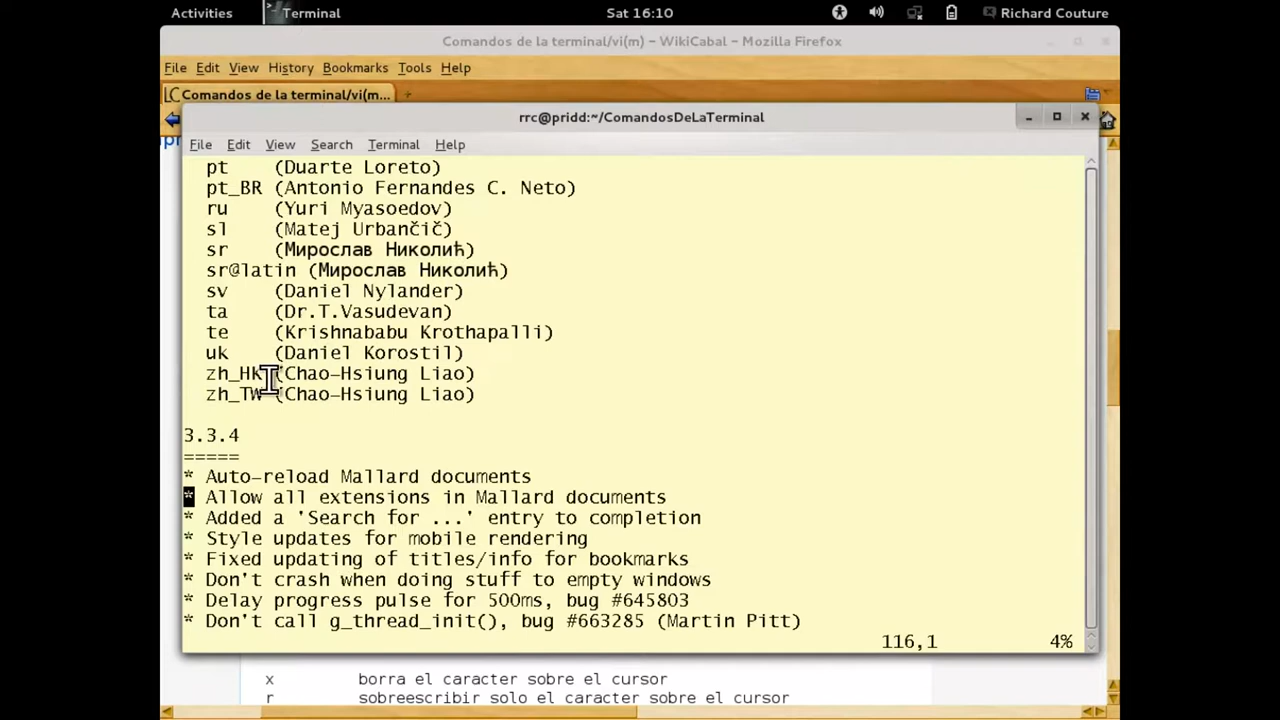 Activities Terminal Sat 16:10 Richard Couture
Comandos de la terminal/vi(m) – WikiCabal – Mozilla Firefox
File Edit View History Bookmarks Tools Help
Comandos de la terminal/vi(m...
rrc@pridd:~/ComandosDeLaTerminal
File Edit View Search Terminal Help
pt (Duarte Loreto)
pt_BR (Antonio Fernandes C. Neto)
ru (Yuri Myasoedov)
sl (Matej Urbančič)
sr (Мирослав Николић)
sr@latin (Мирослав Николић)
sv (Daniel Nylander)
ta (Dr.T.Vasudevan)
te (Krishnababu Krothapalli)
uk (Daniel Korostil)
zh_HK (Chao-Hsiung Liao)
zh_TW (Chao-Hsiung Liao)
3.3.4
=====
* Auto-reload Mallard documents
* Allow all extensions in Mallard documents
* Added a 'Search for ...' entry to completion
* Style updates for mobile rendering
* Fixed updating of titles/info for bookmarks
* Don't crash when doing stuff to empty windows
* Delay progress pulse for 500ms, bug #645803
* Don't call g_thread_init(), bug #663285 (Martin Pitt)
116,1 4%
x borra el caracter sobre el cursor
r sobreescribir solo el caracter sobre el cursor